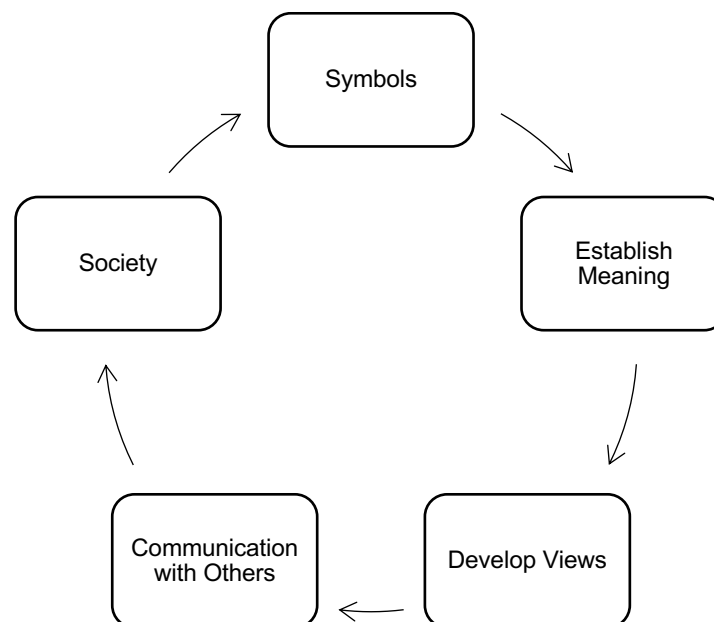 Symbols
Establish
Meaning
Develop Views
Communication
with Others
Society